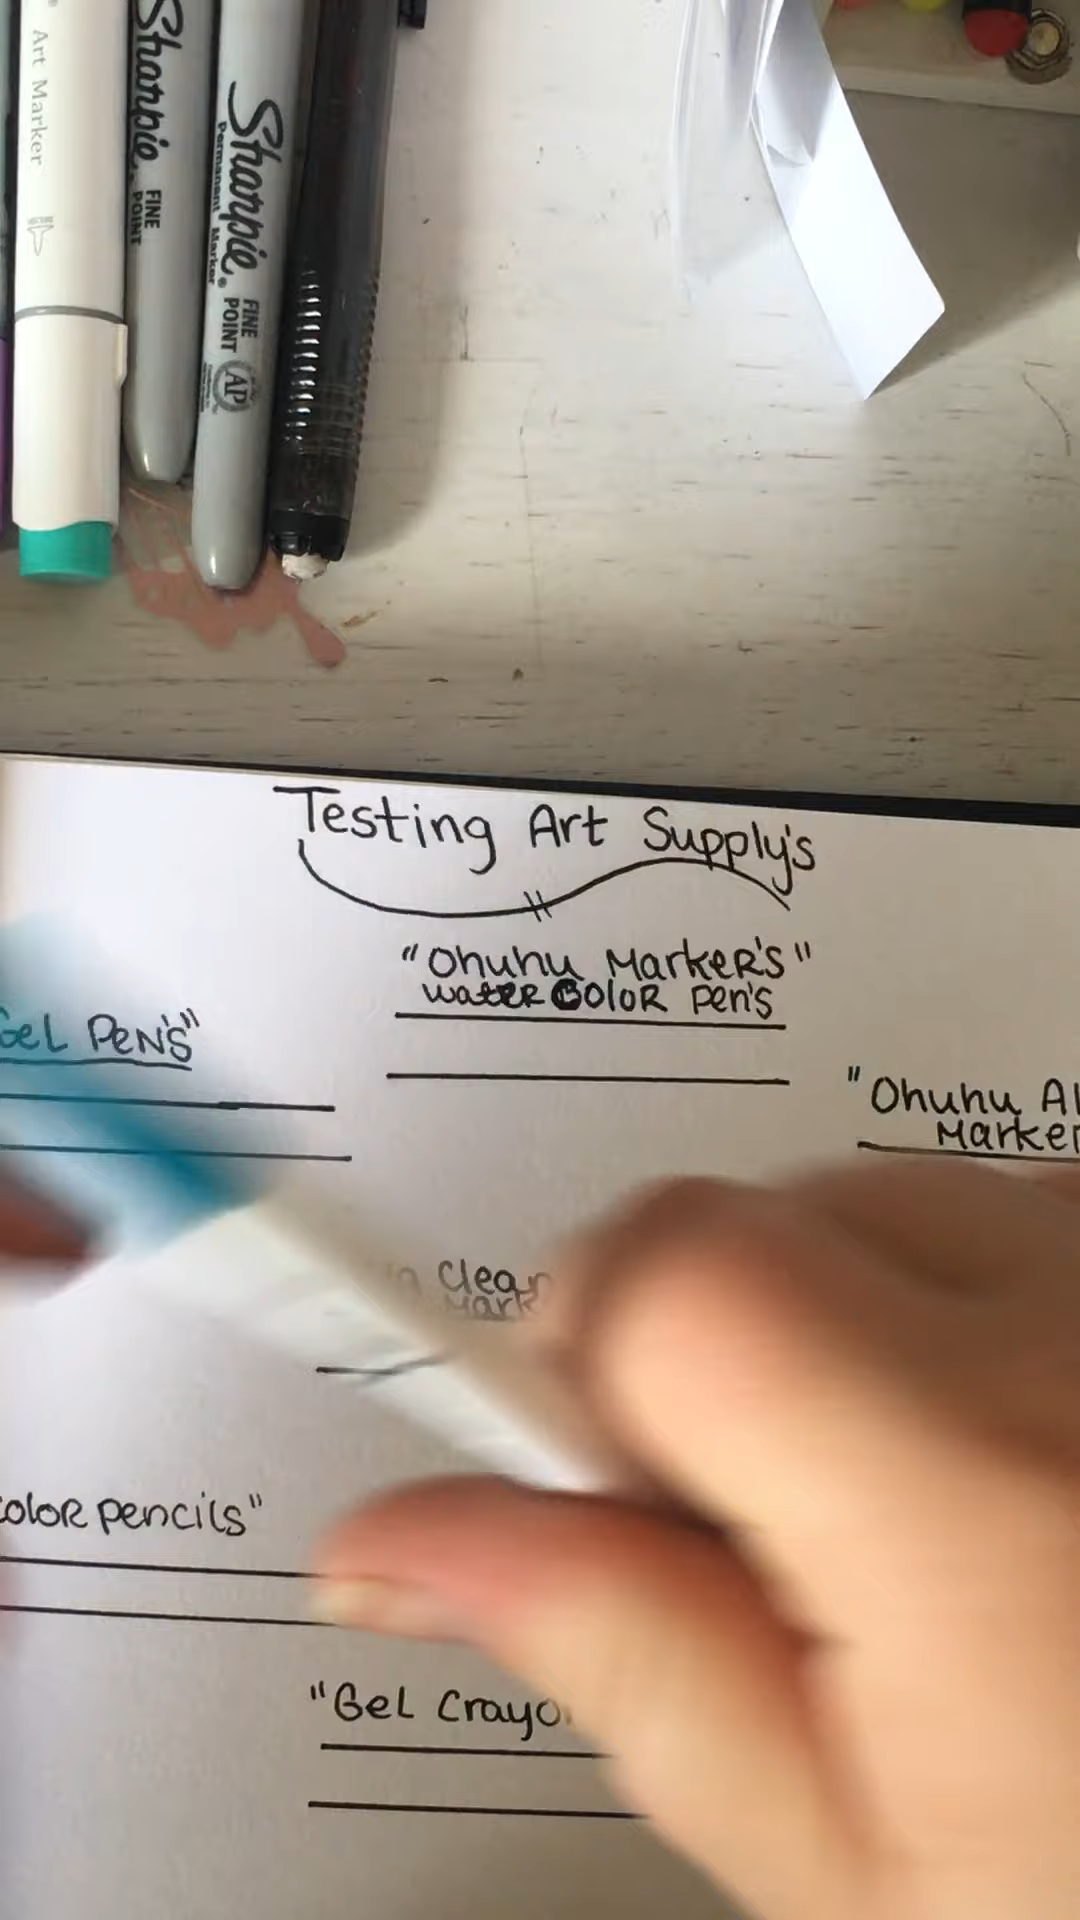 Art Marker
Sharpie.
FINE
POINT
Sharpie.
Permanent Marker
FINE
POINT
AP
Testing Art Supply's
"Ohuhu MarkeR'S"
wateR COloR pen's
GeL PeN'S"
"Ohuhu
Marker
Clear
Mark
pencils"
"GeL Crayo